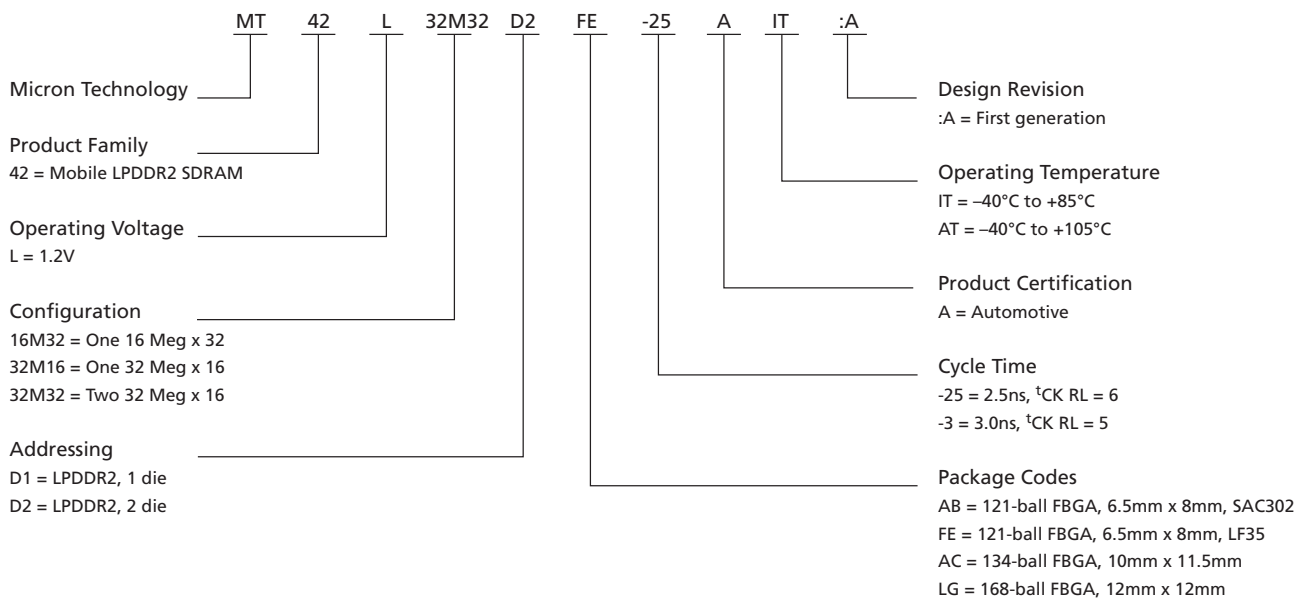 MT 42 L 32M32 D2 FE -25 A IT :A
Micron Technology
Product Family
42 = Mobile LPDDR2 SDRAM
Operating Voltage
L = 1.2V
Configuration
16M32 = One 16 Meg x 32
32M16 = One 32 Meg x 16
32M32 = Two 32 Meg x 16
Addressing
D1 = LPDDR2, 1 die
D2 = LPDDR2, 2 die
Design Revision
:A = First generation
Operating Temperature
IT = –40°C to +85°C
AT = –40°C to +105°C
Product Certification
A = Automotive
Cycle Time
-25 = 2.5ns, tCK RL = 6
-3 = 3.0ns, tCK RL = 5
Package Codes
AB = 121-ball FBGA, 6.5mm x 8mm, SAC302
FE = 121-ball FBGA, 6.5mm x 8mm, LF35
AC = 134-ball FBGA, 10mm x 11.5mm
LG = 168-ball FBGA, 12mm x 12mm